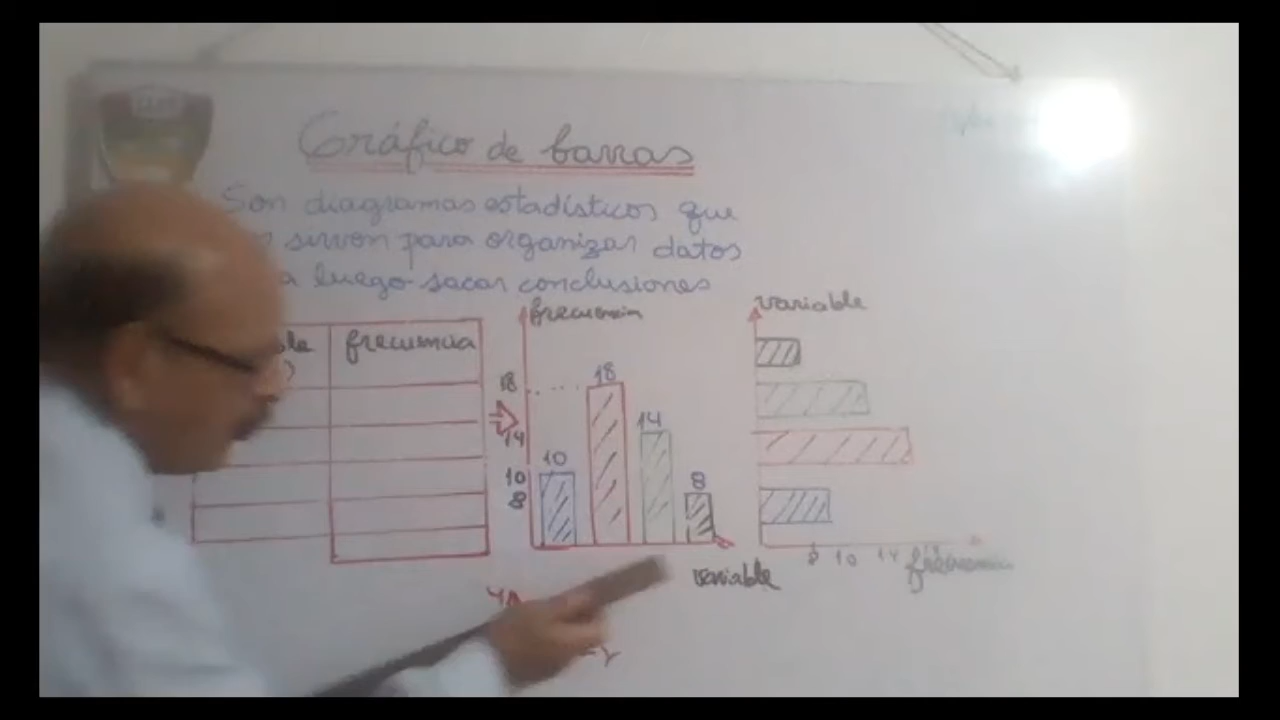 Gráfico de barras
Son diagramas estadísticos que
sirven para organizar datos
a luego sacar conclusiones
frecuencia
frecuencia
18
18
14
14
10
10
8
8
variable
variable
8 10 14
frecuencia